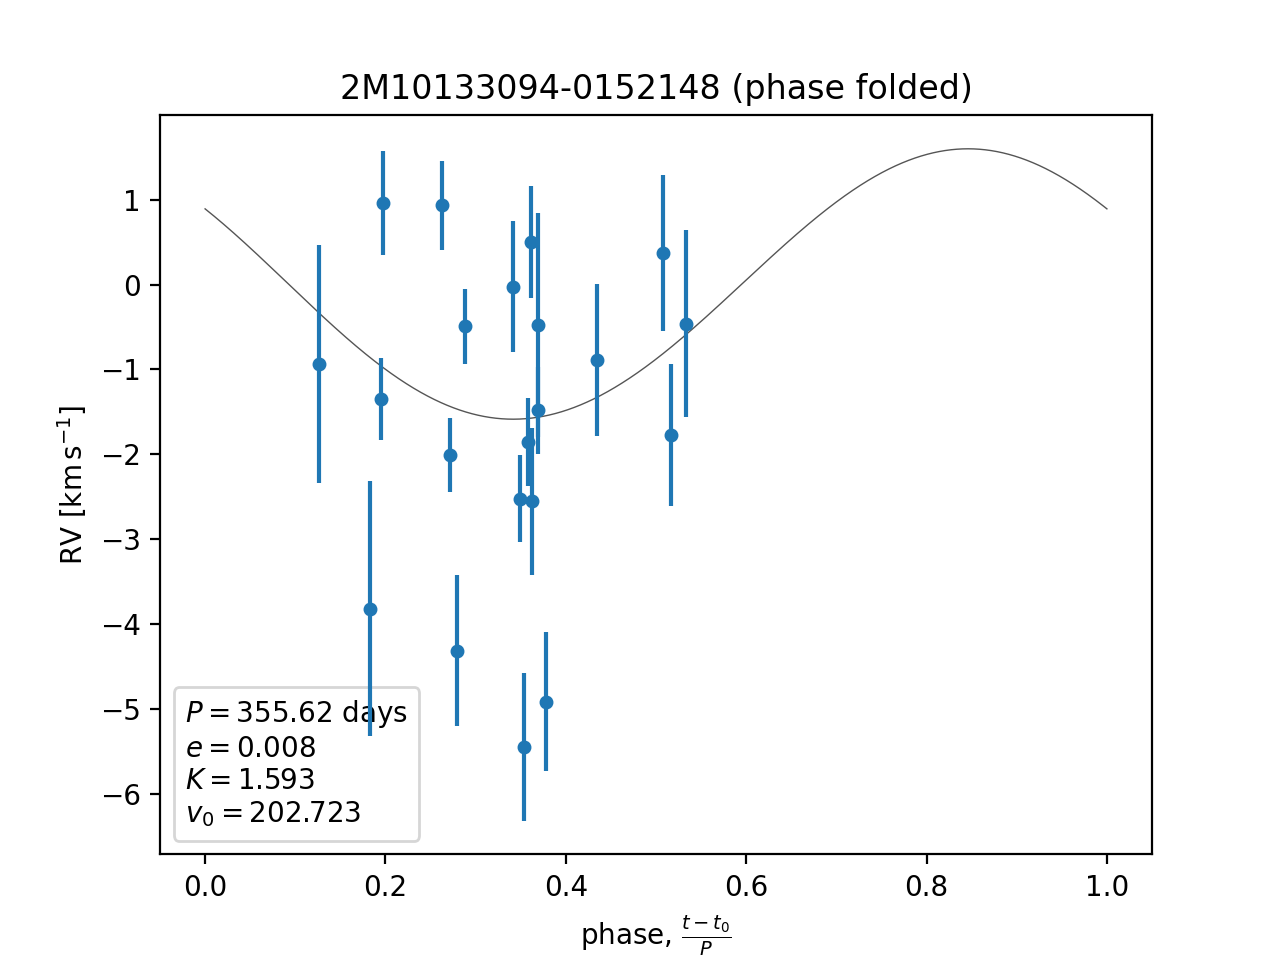 2M10133094-0152148 (phase folded)
1
0
−1
−2
−3
−4
−5
−6
RV [km s⁻¹]
P = 355.62 days
e = 0.008
K = 1.593
v₀ = 202.723
0.0 0.2 0.4 0.6 0.8 1.0
phase, (t − t₀)/P